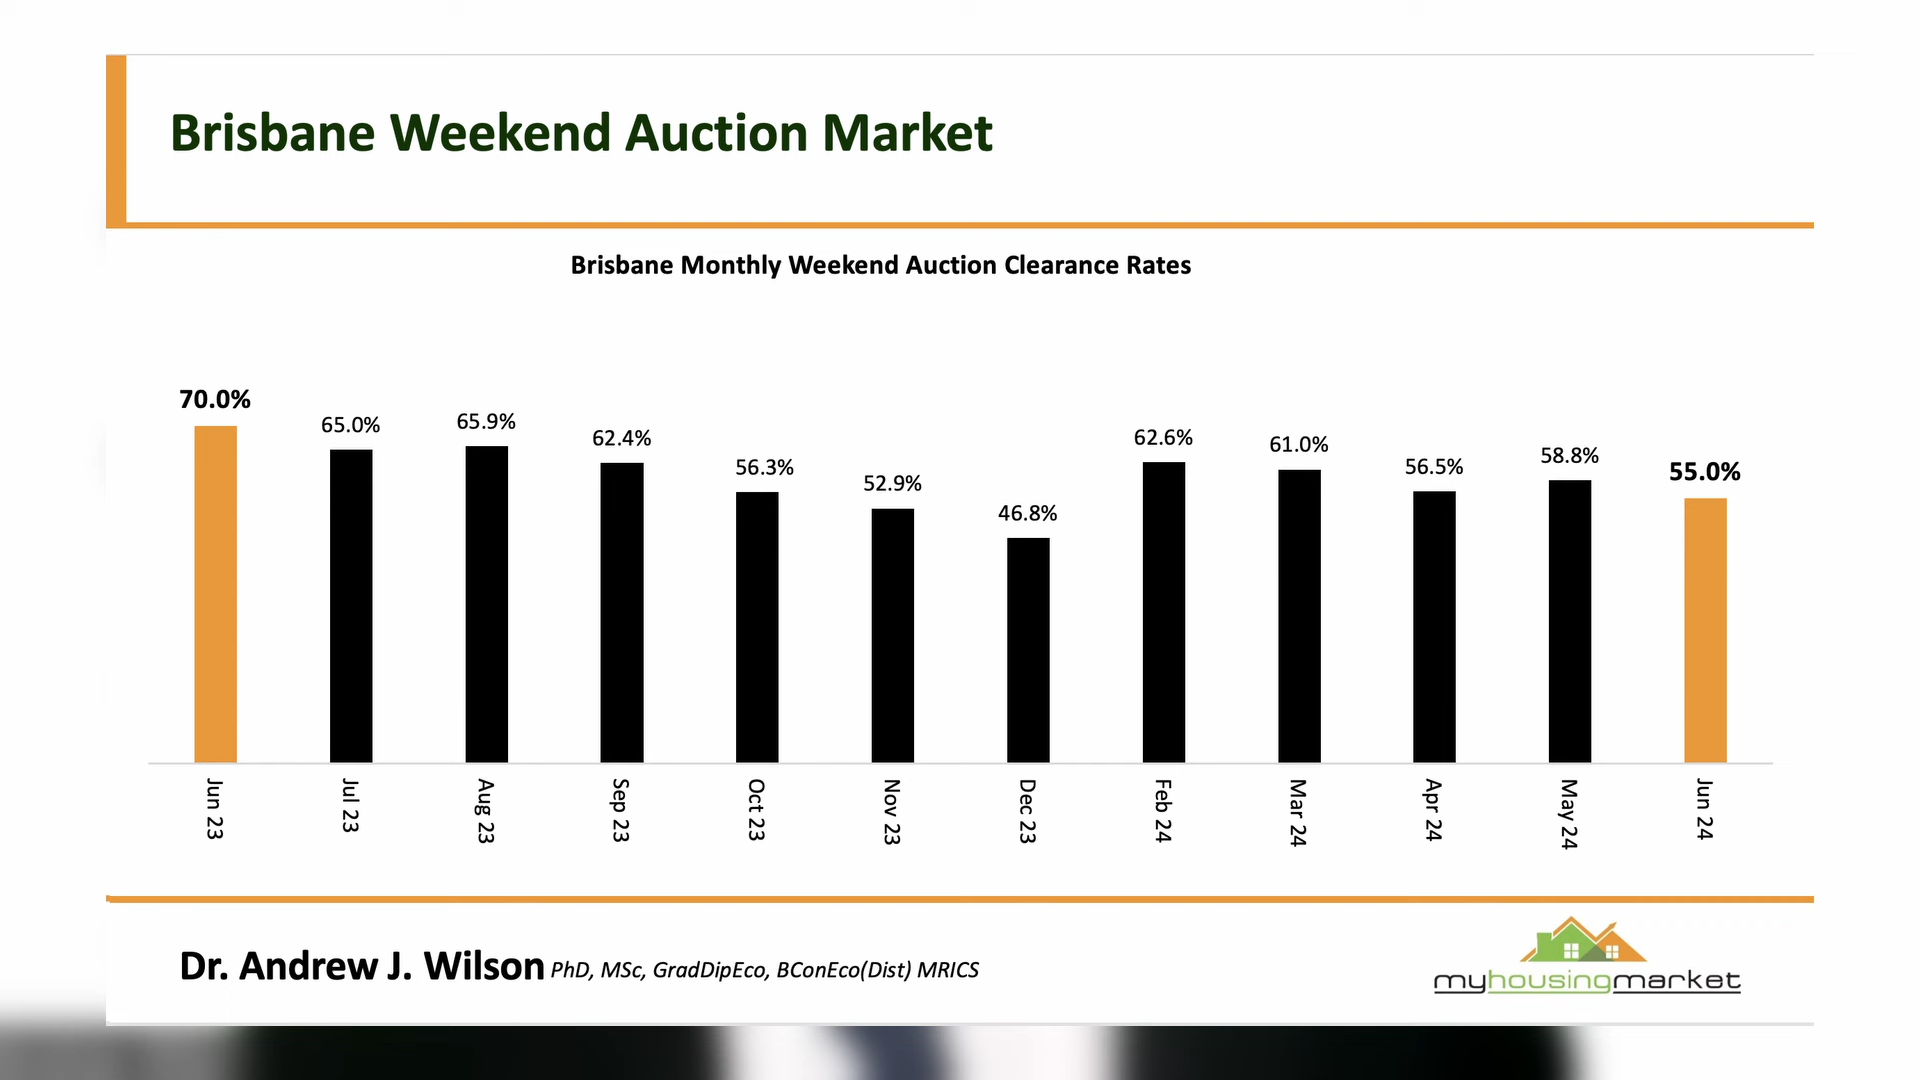 Brisbane Weekend Auction Market
Brisbane Monthly Weekend Auction Clearance Rates
70.0%
65.0%
65.9%
62.4%
56.3%
52.9%
46.8%
62.6%
61.0%
56.5%
58.8%
55.0%
Jun 23
Jul 23
Aug 23
Sep 23
Oct 23
Nov 23
Dec 23
Feb 24
Mar 24
Apr 24
May 24
Jun 24
Dr. Andrew J. Wilson PhD, MSc, GradDipEco, BConEco(Dist) MRICS
myhousingmarket